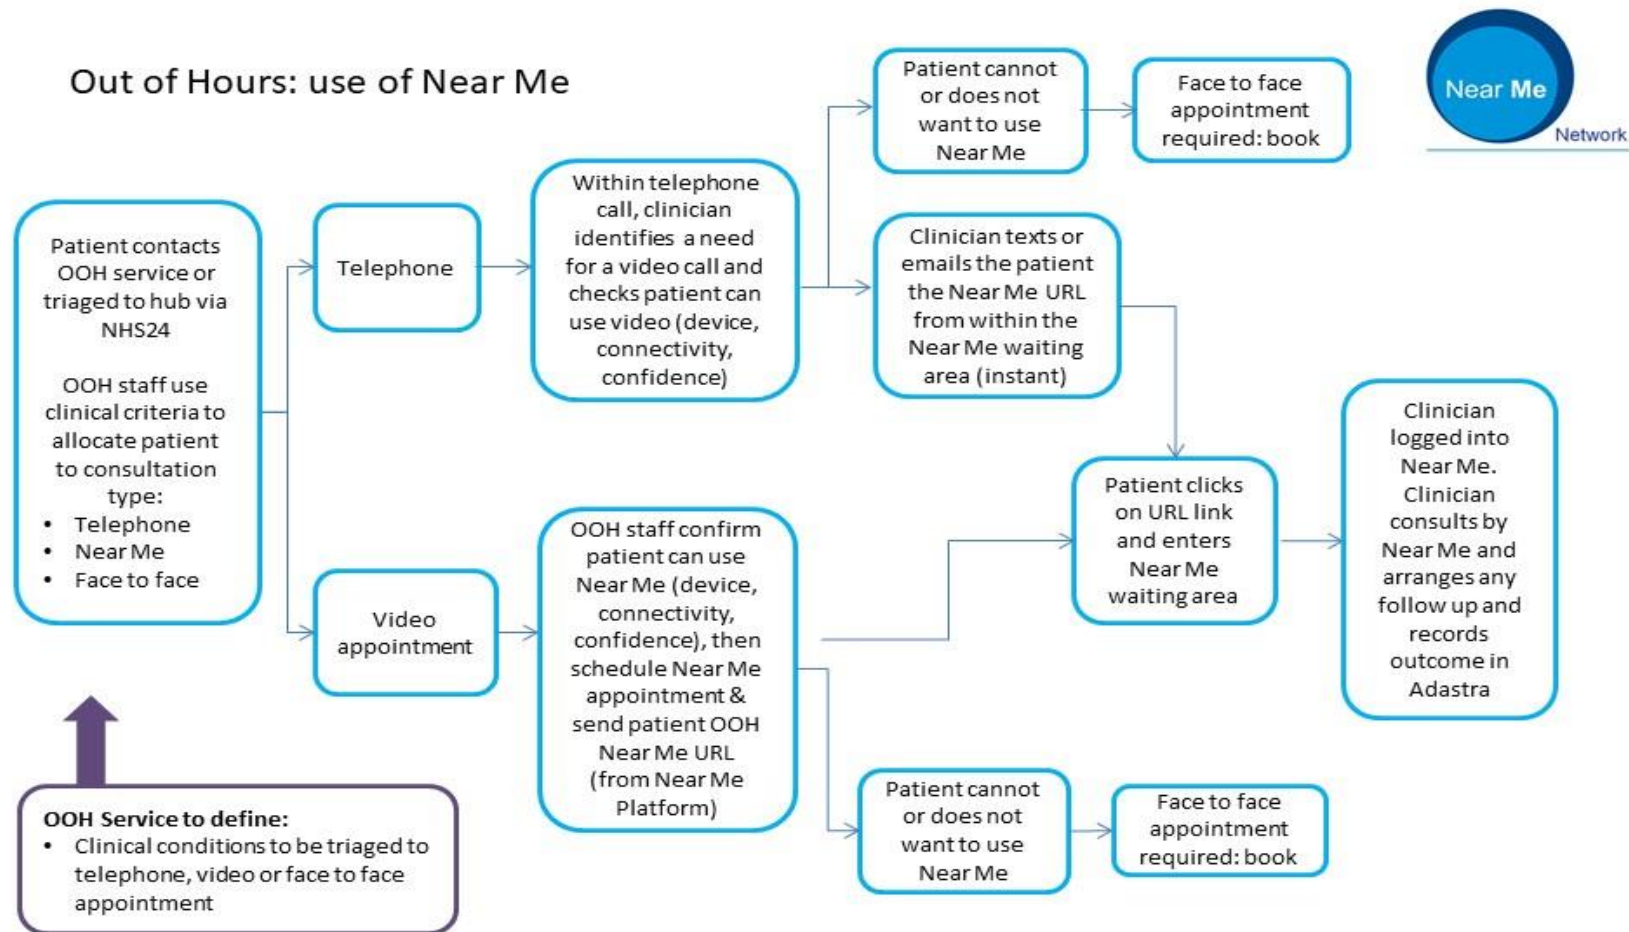 Out of Hours: use of Near Me
Near Me
Network
Patient contacts
OOH service or
triaged to hub via
NHS24
OOH staff use
clinical criteria to
allocate patient
to consultation
type:
• Telephone
• Near Me
• Face to face
Telephone
Within telephone
call, clinician
identifies a need
for a video call and
checks patient can
use video (device,
connectivity,
confidence)
Patient cannot
or does not
want to use
Near Me
Face to face
appointment
required: book
Clinician texts or
emails the patient
the Near Me URL
from within the
Near Me waiting
area (instant)
Video
appointment
OOH staff confirm
patient can use
Near Me (device,
connectivity,
confidence), then
schedule Near Me
appointment &
send patient OOH
Near Me URL
(from Near Me
Platform)
Patient clicks
on URL link
and enters
Near Me
waiting area
Clinician
logged into
Near Me.
Clinician
consults by
Near Me and
arranges any
follow up and
records
outcome in
Adastra
Patient cannot
or does not
want to use
Near Me
Face to face
appointment
required: book
OOH Service to define:
• Clinical conditions to be triaged to
telephone, video or face to face
appointment